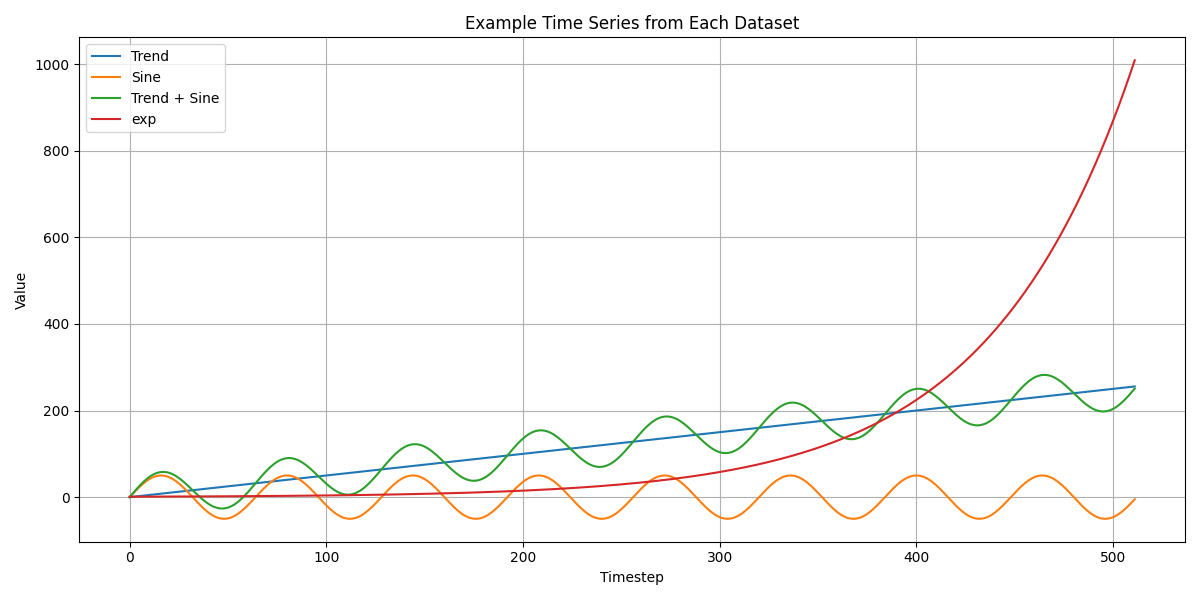 Example Time Series from Each Dataset
Trend
Sine
Trend + Sine
exp
1000
800
600
400
200
0
Value
0 100 200 300 400 500
Timestep